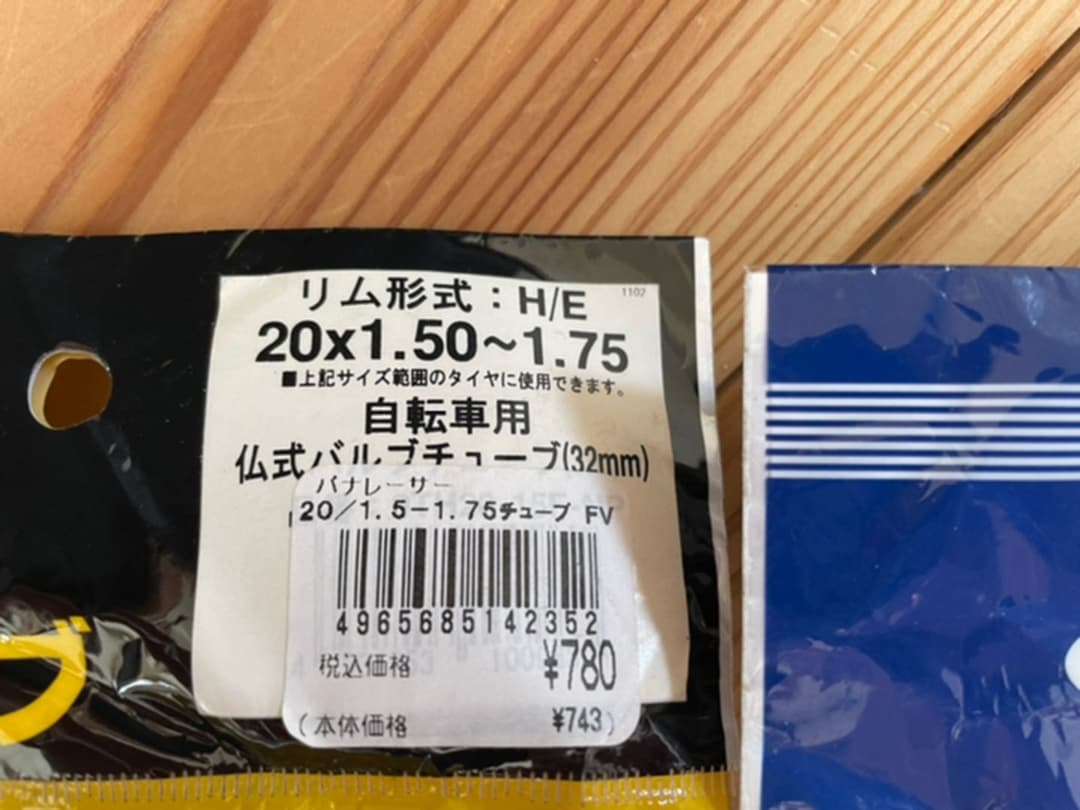 リム形式：H/E
1102
20x1.50~1.75
■上記サイズ範囲のタイヤに使用できます。
自転車用
仏式バルブチューブ(32mm)
パナレーサー
20/1.5-1.75チューブ FV
4965685142352
税込価格 ¥780
(本体価格 ¥743)